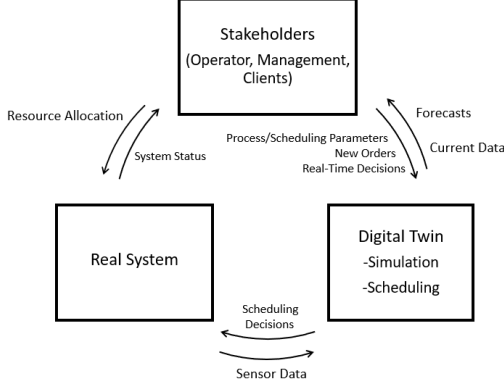 Stakeholders
(Operator, Management,
Clients)
Resource Allocation
System Status
Forecasts
Current Data
Process/Scheduling Parameters
New Orders
Real-Time Decisions
Real System
Digital Twin
-Simulation
-Scheduling
Scheduling
Decisions
Sensor Data